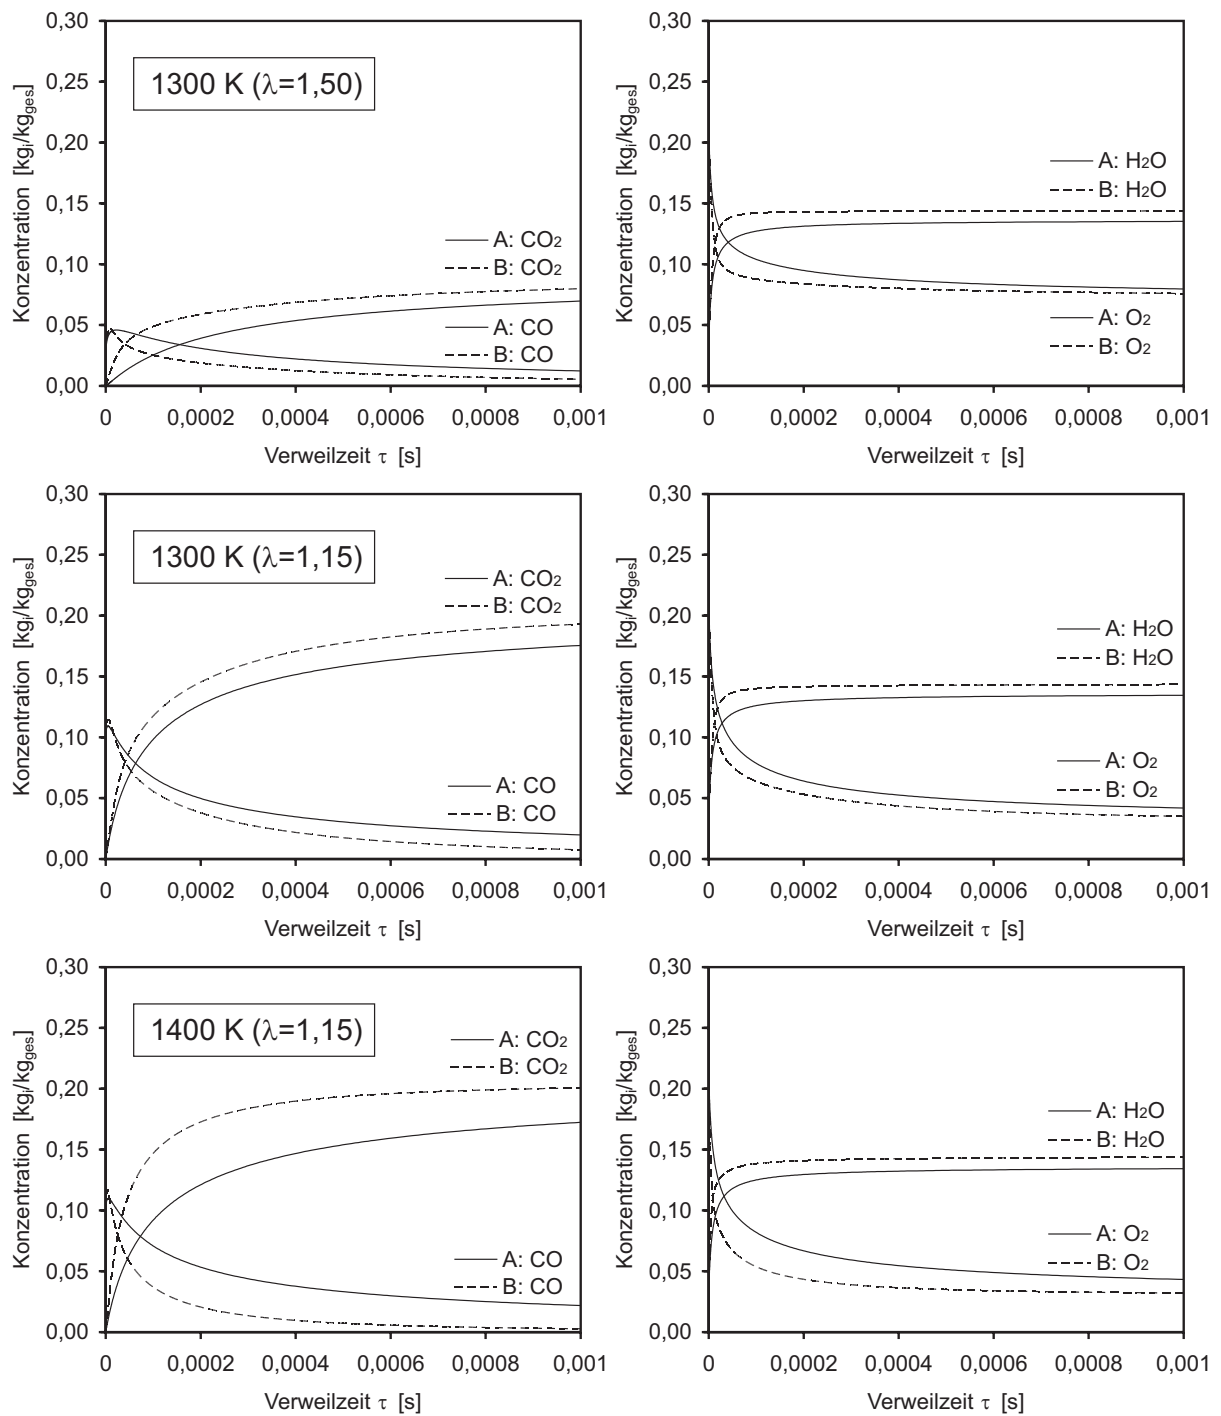 0,30
0,25
0,20
0,15
0,10
0,05
0,00
Konzentration [kgi/kgges]
1300 K (λ=1,50)
A: CO2
B: CO2
A: CO
B: CO
0 0,0002 0,0004 0,0006 0,0008 0,001
Verweilzeit τ [s]
0,30
0,25
0,20
0,15
0,10
0,05
0,00
Konzentration [kgi/kgges]
A: H2O
B: H2O
A: O2
B: O2
0 0,0002 0,0004 0,0006 0,0008 0,001
Verweilzeit τ [s]
0,30
0,25
0,20
0,15
0,10
0,05
0,00
Konzentration [kgi/kgges]
1300 K (λ=1,15)
A: CO2
B: CO2
A: CO
B: CO
0 0,0002 0,0004 0,0006 0,0008 0,001
Verweilzeit τ [s]
0,30
0,25
0,20
0,15
0,10
0,05
0,00
Konzentration [kgi/kgges]
A: H2O
B: H2O
A: O2
B: O2
0 0,0002 0,0004 0,0006 0,0008 0,001
Verweilzeit τ [s]
0,30
0,25
0,20
0,15
0,10
0,05
0,00
Konzentration [kgi/kgges]
1400 K (λ=1,15)
A: CO2
B: CO2
A: CO
B: CO
0 0,0002 0,0004 0,0006 0,0008 0,001
Verweilzeit τ [s]
0,30
0,25
0,20
0,15
0,10
0,05
0,00
Konzentration [kgi/kgges]
A: H2O
B: H2O
A: O2
B: O2
0 0,0002 0,0004 0,0006 0,0008 0,001
Verweilzeit τ [s]